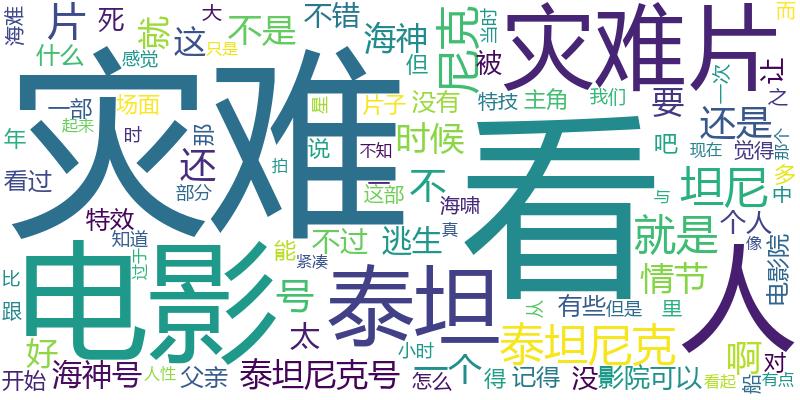 海难
片
死
大
就
这
不是
不错
海神
尼克
当时
灾难片
而
让
什么
感觉
只是
但
被
灾难
看
一部
场面
起来
时
那
年
是
片子
没有
特技
主角
我们
要
一次
之
还是
看过
还
说
拍
时候
不知
吧
现在
觉得
那个
部分
一
这部
不
与
坦尼
多
中
特效
知道
过于
能
不过
紧凑
逃生
海啸
真
就是
个人
像
电影院
电影
比
跟
号
泰坦
从
情节
有些
但是
里
人
好
太
小时
泰坦尼克
啊
船
开始
海神号
人性
父亲
泰坦尼克号
怎么
一个
得
记得
没
影院
可以
看起
对
有点